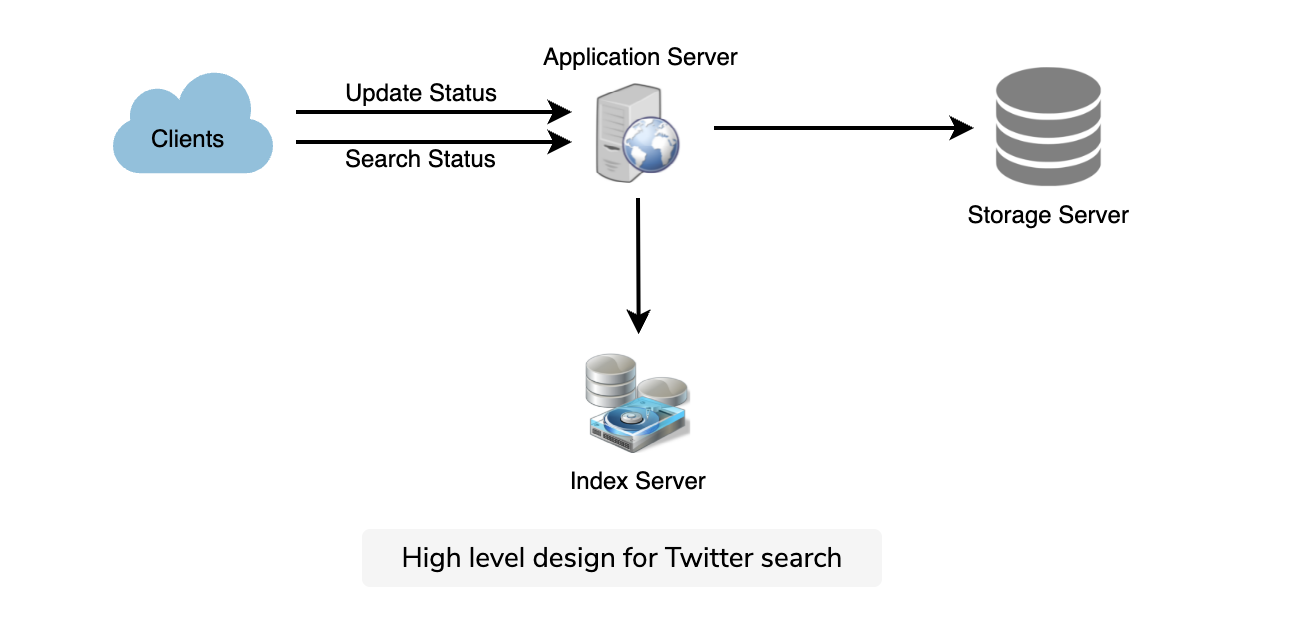 Application Server
Update Status
Clients
Search Status
Storage Server
Index Server
High level design for Twitter search